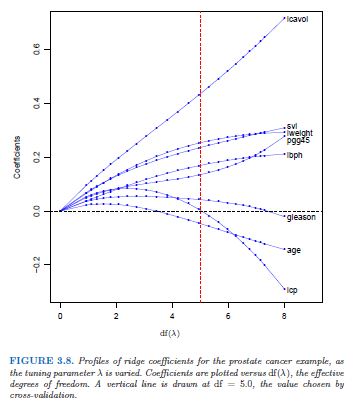 lcavol
0.6
0.4
svi
lweight
pgg45
0.2
lbph
Coefficients
0.0
gleason
age
−0.2
lcp
0 2 4 6 8
df(λ)
FIGURE 3.8. Profiles of ridge coefficients for the prostate cancer example, as
the tuning parameter λ is varied. Coefficients are plotted versus df(λ), the effective
degrees of freedom. A vertical line is drawn at df = 5.0, the value chosen by
cross-validation.